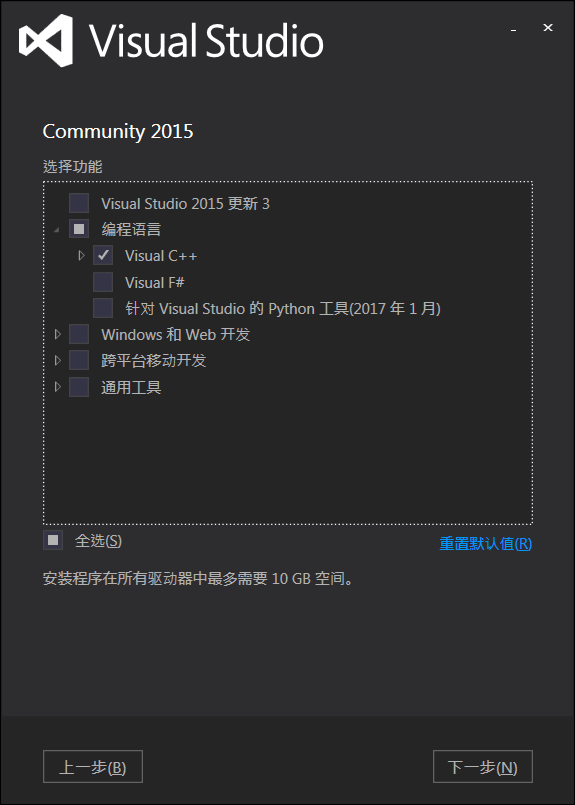 Visual Studio
Community 2015
选择功能
Visual Studio 2015 更新 3
编程语言
Visual C++
Visual F#
针对 Visual Studio 的 Python 工具(2017 年 1 月)
Windows 和 Web 开发
跨平台移动开发
通用工具
全选(S)
重置默认值(R)
安装程序在所有驱动器中最多需要 10 GB 空间。
上一步(B)
下一步(N)